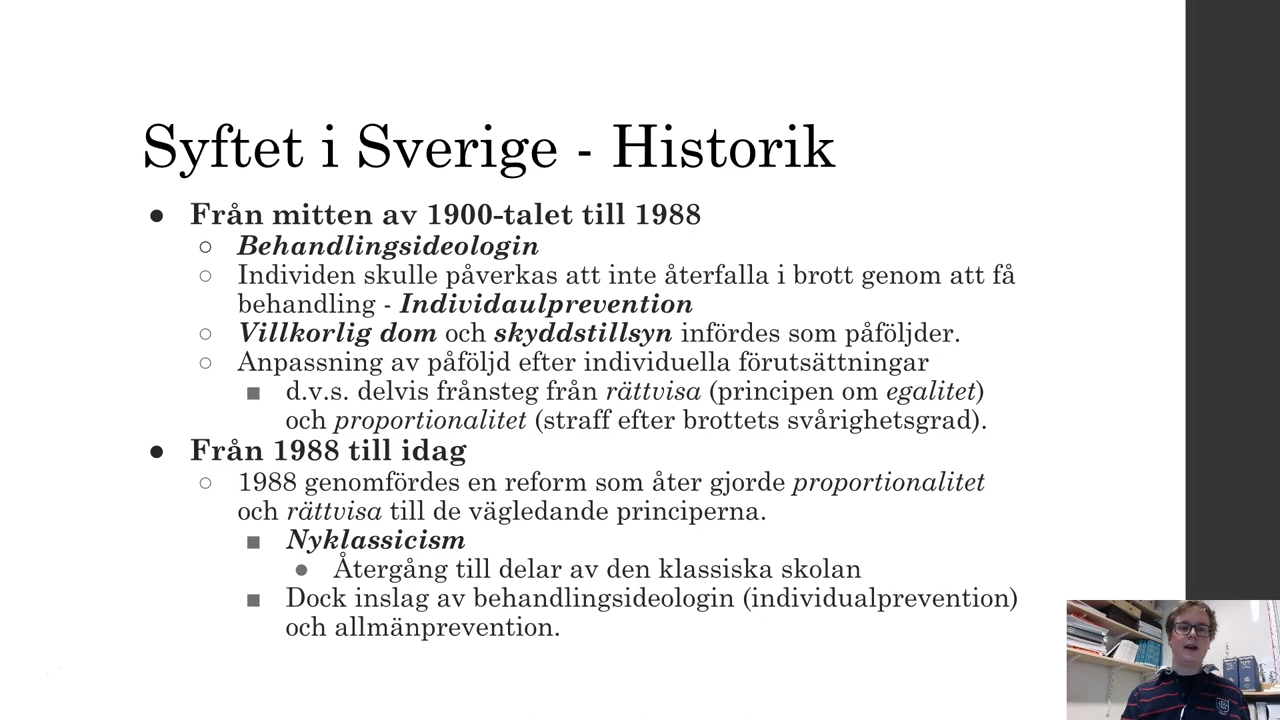 Syftet i Sverige - Historik
● Från mitten av 1900-talet till 1988
○ Behandlingsideologin
○ Individen skulle påverkas att inte återfalla i brott genom att få
behandling - Individaulprevention
○ Villkorlig dom och skyddstillsyn infördes som påföljder.
○ Anpassning av påföljd efter individuella förutsättningar
■ d.v.s. delvis frånsteg från rättvisa (principen om egalitet)
och proportionalitet (straff efter brottets svårighetsgrad).
● Från 1988 till idag
○ 1988 genomfördes en reform som åter gjorde proportionalitet
och rättvisa till de vägledande principerna.
■ Nyklassicism
● Återgång till delar av den klassiska skolan
■ Dock inslag av behandlingsideologin (individualprevention)
och allmänprevention.